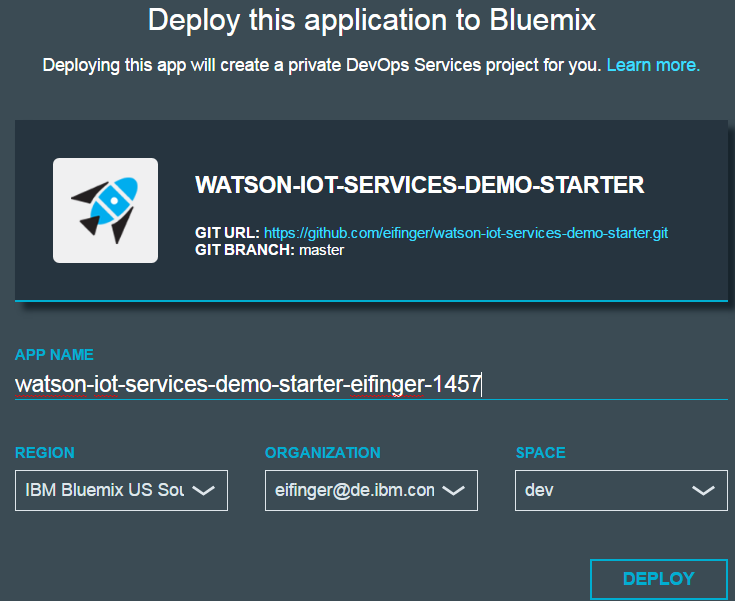 Deploy this application to Bluemix
Deploying this app will create a private DevOps Services project for you. Learn more.
WATSON-IOT-SERVICES-DEMO-STARTER
GIT URL: https://github.com/eifinger/watson-iot-services-demo-starter.git
GIT BRANCH: master
APP NAME
watson-iot-services-demo-starter-eifinger-1457
REGION ORGANIZATION SPACE
IBM Bluemix US Sou eifinger@de.ibm.com dev
DEPLOY